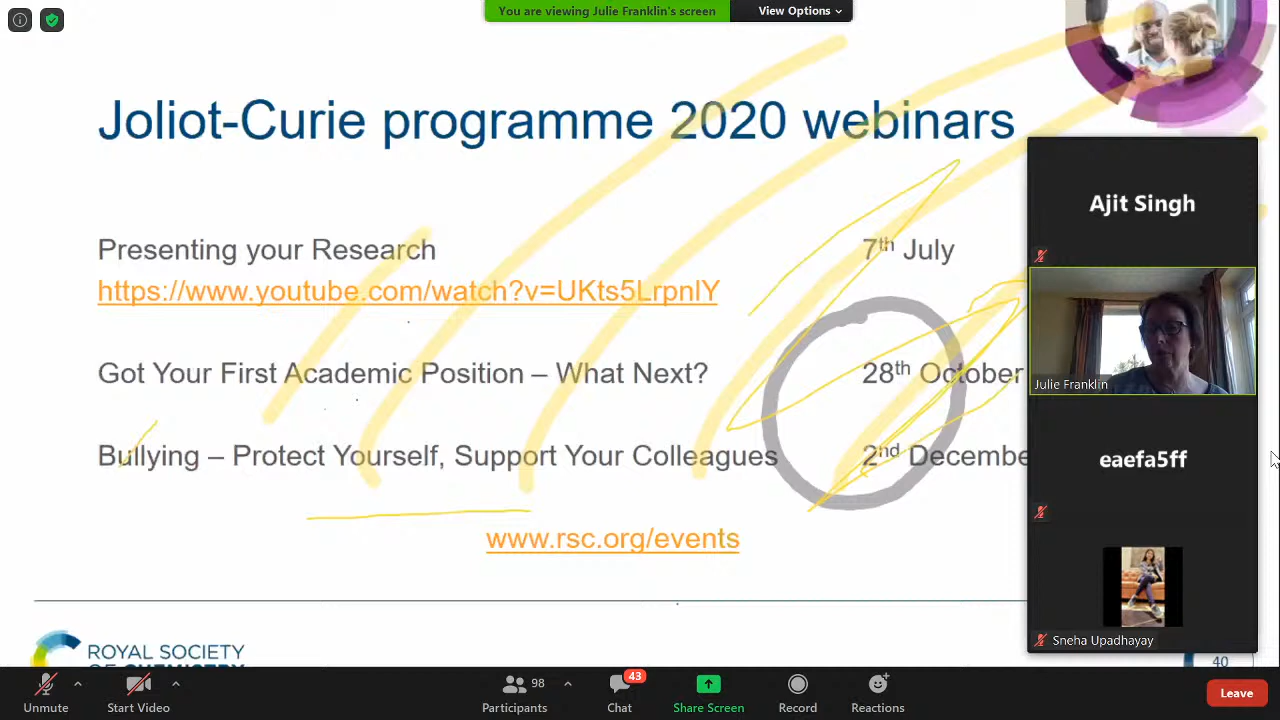 You are viewing Julie Franklin's screen
View Options
Joliot-Curie programme 2020 webinars
Presenting your Research 7th July
https://www.youtube.com/watch?v=UKts5LrpnlY
Got Your First Academic Position – What Next? 28th October
Bullying – Protect Yourself, Support Your Colleagues 2nd Decembe
www.rsc.org/events
ROYAL SOCIETY
OF CHEMISTRY
40
Ajit Singh
Julie Franklin
eaefa5ff
Sneha Upadhayay
Unmute
Start Video
98
Participants
43
Chat
Share Screen
Record
Reactions
Leave